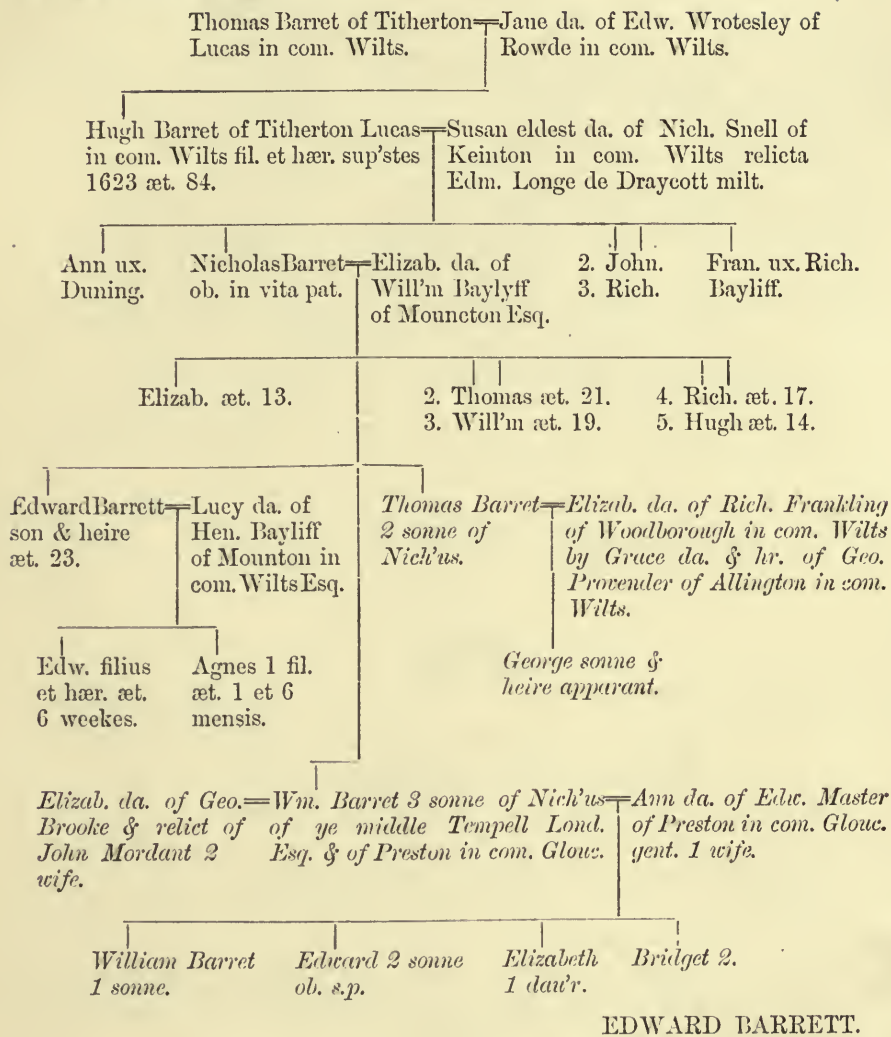 Thomas Barret of Titherton
Lucas in com. Wilts.
Jane da. of Edw. Wrotesley of
Rowde in com. Wilts.
Hugh Barret of Titherton Lucas
in com. Wilts fil. et hær. sup'stes
1623 æt. 84.
Susan eldest da. of Nich. Snell of
Keinton in com. Wilts relicta
Edm. Longe de Draycott milt.
Ann ux.
Duning.
Nicholas Barret
ob. in vita pat.
Elizab. da. of
Will'm Baylyff
of Mouncton Esq.
2. John.
3. Rich.
Fran. ux. Rich.
Bayliff.
Elizab. æt. 13.
2. Thomas æt. 21.
3. Will'm æt. 19.
4. Rich. æt. 17.
5. Hugh æt. 14.
Edward Barrett
son & heire
æt. 23.
Lucy da. of
Hen. Bayliff
of Mounton in
com. Wilts Esq.
Thomas Barret
2 sonne of
Nich'us.
Elizab. da. of Rich. Frankling
of Woodborough in com. Wilts
by Grace da. & hr. of Geo.
Provender of Allington in com.
Wilts.
Edw. filius
et hær. æt.
6 weekes.
Agnes 1 fil.
æt. 1 et 6
mensis.
George sonne &
heire apparant.
Elizab. da. of Geo.
Brooke & relict of
John Mordant 2
wife.
Wm. Barret 3 sonne of Nich'us
of ye middle Tempell Lond.
Esq. & of Preston in com. Glouc.
Ann da. of Edw. Master
of Preston in com. Glouc.
gent. 1 wife.
William Barret
1 sonne.
Edward 2 sonne
ob. s.p.
Elizabeth
1 dau'r.
Bridget 2.
EDWARD BARRETT.